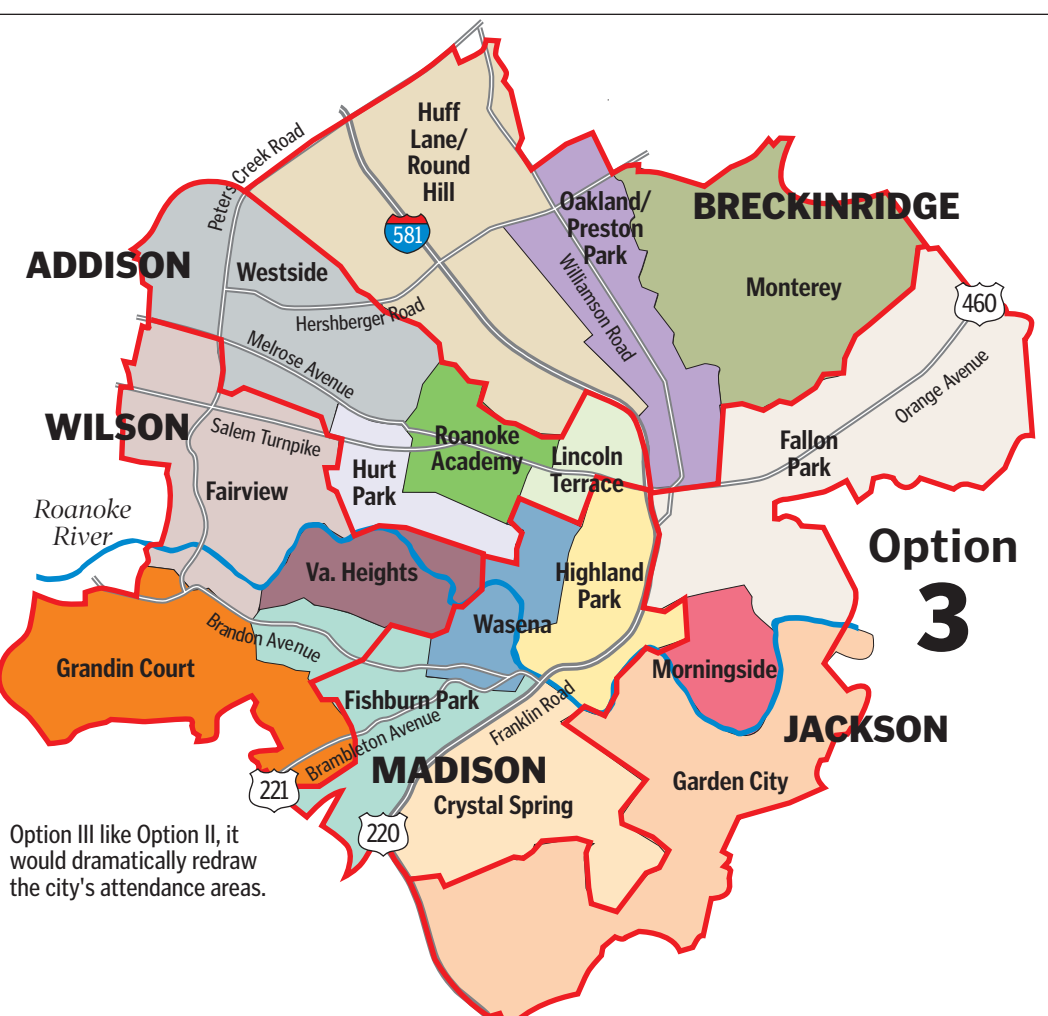 Huff
Lane/
Round
Hill
Peters Creek Road
Oakland/
Preston
Park
BRECKINRIDGE
581
ADDISON
Westside
Monterey
460
Williamson Road
Hershberger Road
Melrose Avenue
Orange Avenue
WILSON
Salem Turnpike
Roanoke
Academy
Lincoln
Terrace
Fallon
Park
Hurt
Park
Fairview
Roanoke
River
Option
3
Va. Heights
Highland
Park
Wasena
Brandon Avenue
Grandin Court
Morningside
Fishburn Park
Franklin Road
Brambleton Avenue
JACKSON
MADISON
Garden City
221
Crystal Spring
220
Option III like Option II, it
would dramatically redraw
the city's attendance areas.